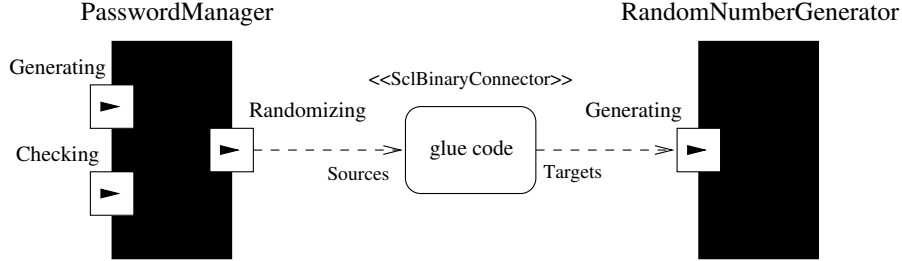 PasswordManager
RandomNumberGenerator
Generating
<<SclBinaryConnector>>
Randomizing
Generating
Checking
glue code
Sources
Targets